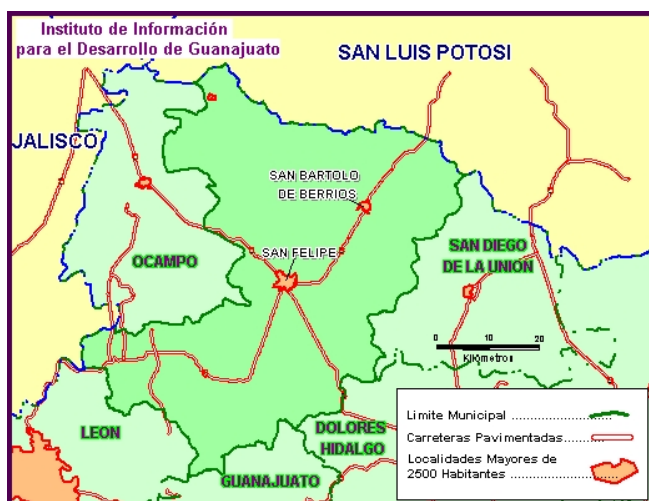 Instituto de Información
para el Desarrollo de Guanajuato
SAN LUIS POTOSI
JALISCO
SAN BARTOLO
DE BERRIOS
SAN FELIPE
OCAMPO
SAN DIEGO
DE LA UNION
0 10 20
Kilómetros
LEON
DOLORES
HIDALGO
GUANAJUATO
Limite Municipal
Carreteras Pavimentadas
Localidades Mayores de
2500 Habitantes